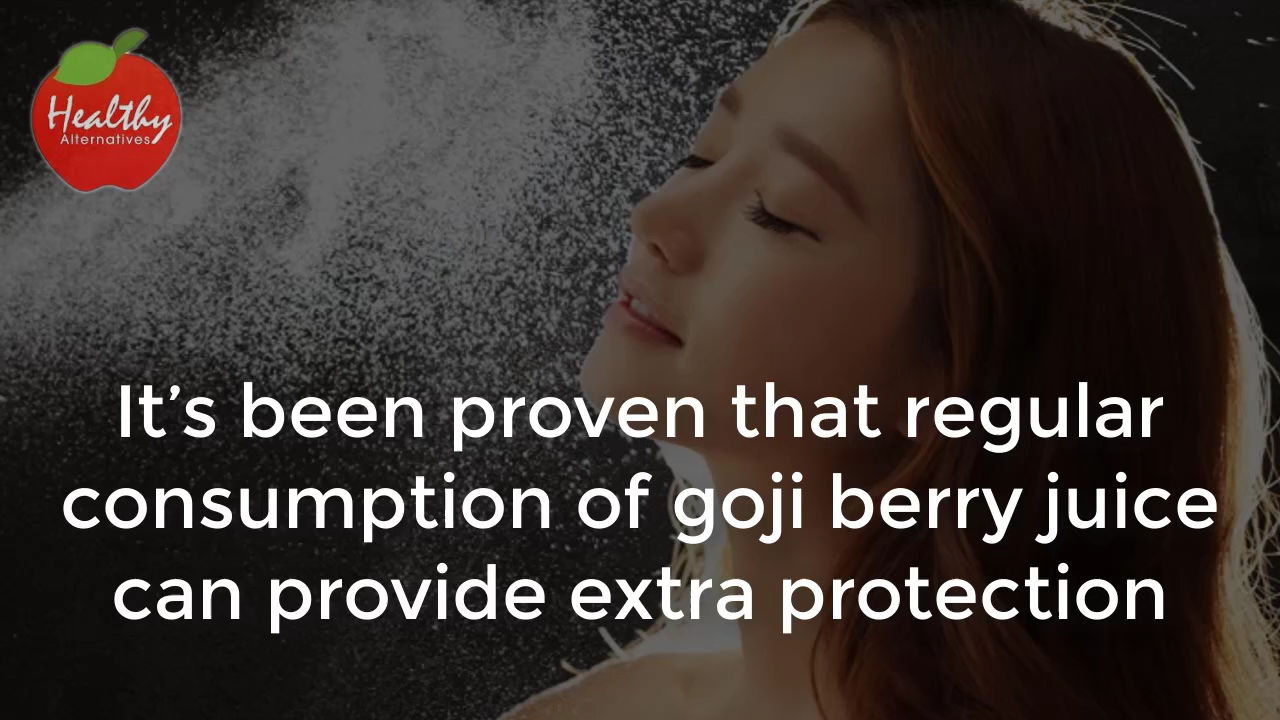 Healthy
Alternatives
It’s been proven that regular
consumption of goji berry juice
can provide extra protection